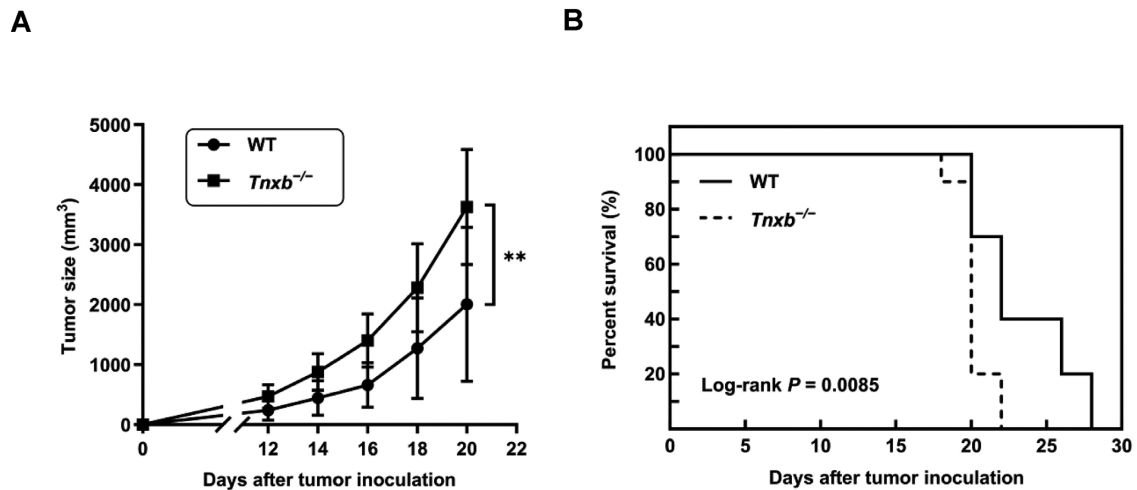 A
B
5000
4000
3000
2000
1000
0
WT
Tnxb⁻/⁻
**
0
12
14
16
18
20
22
Tumor size (mm³)
Days after tumor inoculation
100
80
60
40
20
WT
Tnxb⁻/⁻
Log-rank P = 0.0085
0
5
10
15
20
25
30
Percent survival (%)
Days after tumor inoculation